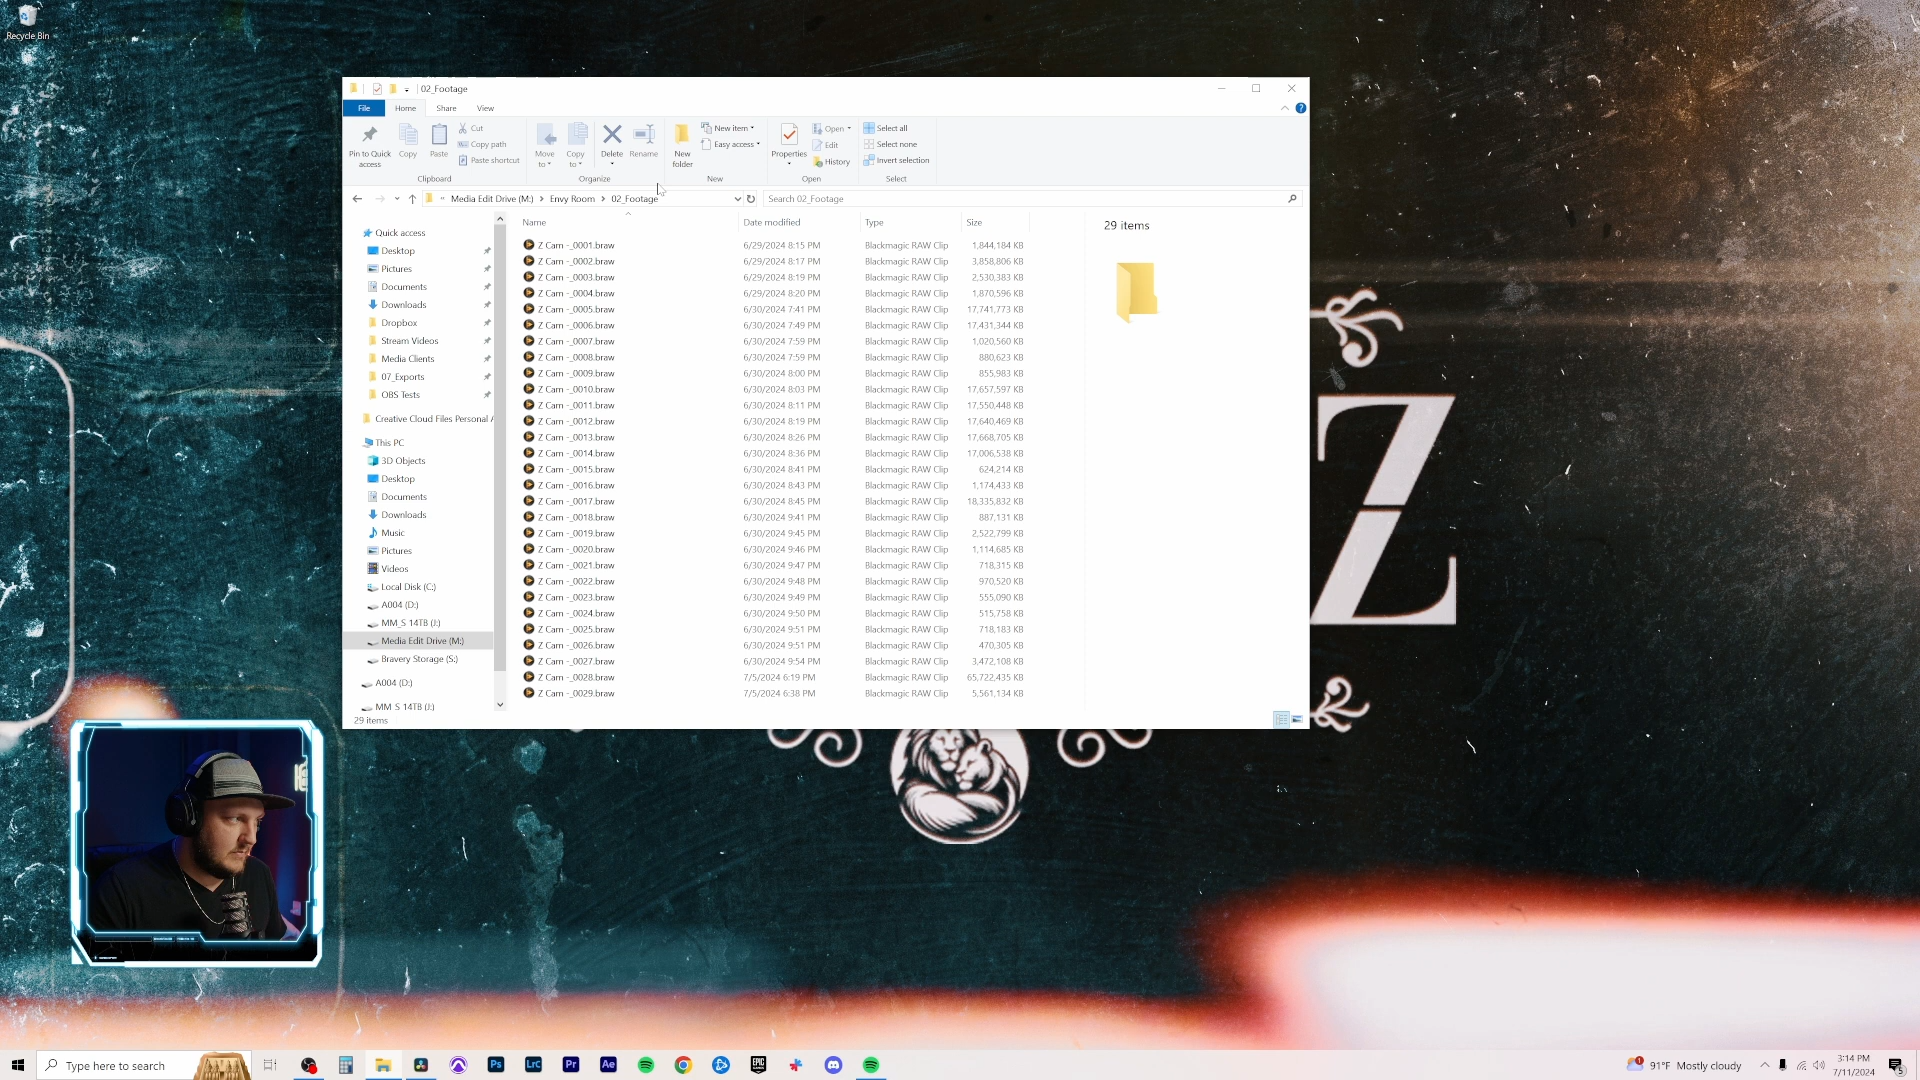 Recycle Bin
02_Footage
File Home Share View
Pin to Quick access
Copy
Paste
Cut
Copy path
Paste shortcut
Clipboard
Move to
Copy to
Delete
Rename
Organize
New folder
New item
Easy access
New
Properties
Open
Edit
History
Open
Select all
Select none
Invert selection
Select
Media Edit Drive (M:) > Envy Room > 02_Footage
Search 02_Footage
Quick access
Desktop
Pictures
Documents
Downloads
Dropbox
Stream Videos
Media Clients
07_Exports
OBS Tests
Creative Cloud Files Personal A
This PC
3D Objects
Desktop
Documents
Downloads
Music
Pictures
Videos
Local Disk (C:)
A004 (D:)
MM_S 14TB (J:)
Media Edit Drive (M:)
Bravery Storage (S:)
A004 (D:)
MM_S 14TB (J:)
Name Date modified Type Size
Z Cam -_0001.braw 6/29/2024 8:15 PM Blackmagic RAW Clip 1,844,184 KB
Z Cam -_0002.braw 6/29/2024 8:17 PM Blackmagic RAW Clip 3,858,806 KB
Z Cam -_0003.braw 6/29/2024 8:19 PM Blackmagic RAW Clip 2,530,383 KB
Z Cam -_0004.braw 6/29/2024 8:20 PM Blackmagic RAW Clip 1,870,596 KB
Z Cam -_0005.braw 6/30/2024 7:41 PM Blackmagic RAW Clip 17,741,773 KB
Z Cam -_0006.braw 6/30/2024 7:49 PM Blackmagic RAW Clip 17,431,344 KB
Z Cam -_0007.braw 6/30/2024 7:59 PM Blackmagic RAW Clip 1,020,560 KB
Z Cam -_0008.braw 6/30/2024 7:59 PM Blackmagic RAW Clip 880,623 KB
Z Cam -_0009.braw 6/30/2024 8:00 PM Blackmagic RAW Clip 855,983 KB
Z Cam -_0010.braw 6/30/2024 8:03 PM Blackmagic RAW Clip 17,657,597 KB
Z Cam -_0011.braw 6/30/2024 8:11 PM Blackmagic RAW Clip 17,550,448 KB
Z Cam -_0012.braw 6/30/2024 8:19 PM Blackmagic RAW Clip 17,640,469 KB
Z Cam -_0013.braw 6/30/2024 8:26 PM Blackmagic RAW Clip 17,668,705 KB
Z Cam -_0014.braw 6/30/2024 8:36 PM Blackmagic RAW Clip 17,006,538 KB
Z Cam -_0015.braw 6/30/2024 8:41 PM Blackmagic RAW Clip 624,214 KB
Z Cam -_0016.braw 6/30/2024 8:43 PM Blackmagic RAW Clip 1,174,433 KB
Z Cam -_0017.braw 6/30/2024 8:45 PM Blackmagic RAW Clip 18,335,832 KB
Z Cam -_0018.braw 6/30/2024 9:41 PM Blackmagic RAW Clip 887,131 KB
Z Cam -_0019.braw 6/30/2024 9:45 PM Blackmagic RAW Clip 2,522,799 KB
Z Cam -_0020.braw 6/30/2024 9:46 PM Blackmagic RAW Clip 1,114,685 KB
Z Cam -_0021.braw 6/30/2024 9:47 PM Blackmagic RAW Clip 718,315 KB
Z Cam -_0022.braw 6/30/2024 9:48 PM Blackmagic RAW Clip 970,520 KB
Z Cam -_0023.braw 6/30/2024 9:49 PM Blackmagic RAW Clip 555,090 KB
Z Cam -_0024.braw 6/30/2024 9:50 PM Blackmagic RAW Clip 515,758 KB
Z Cam -_0025.braw 6/30/2024 9:51 PM Blackmagic RAW Clip 718,183 KB
Z Cam -_0026.braw 6/30/2024 9:51 PM Blackmagic RAW Clip 470,305 KB
Z Cam -_0027.braw 6/30/2024 9:54 PM Blackmagic RAW Clip 3,472,108 KB
Z Cam -_0028.braw 7/5/2024 6:19 PM Blackmagic RAW Clip 65,722,435 KB
Z Cam -_0029.braw 7/5/2024 6:38 PM Blackmagic RAW Clip 5,561,134 KB
29 items
29 items
Z
Type here to search
Ps LrC Pr Ae
EPIC GAMES
1
91°F Mostly cloudy
3:14 PM
7/11/2024
5